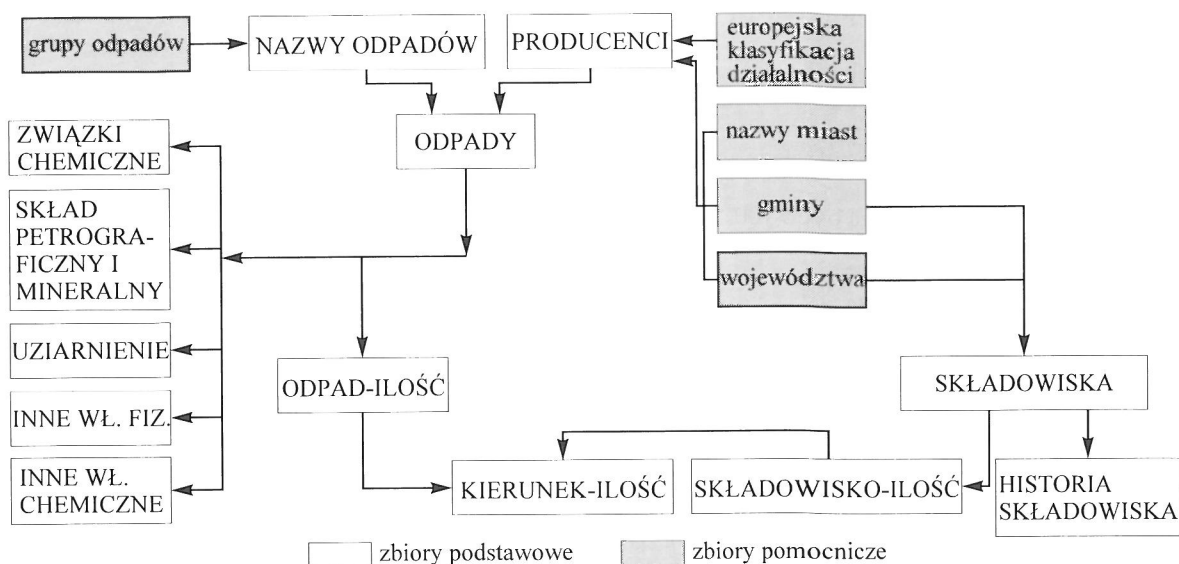 grupy odpadów
NAZWY ODPADÓW
PRODUCENCI
europejska
klasyfikacja
działalności
nazwy miast
gminy
województwa
ODPADY
ZWIĄZKI
CHEMICZNE
SKŁAD
PETROGRA-
FICZNY I
MINERALNY
UZIARNIENIE
INNE WŁ. FIZ.
INNE WŁ.
CHEMICZNE
ODPAD-ILOŚĆ
SKŁADOWISKA
KIERUNEK-ILOŚĆ
SKŁADOWISKO-ILOŚĆ
HISTORIA
SKŁADOWISKA
zbiory podstawowe
zbiory pomocnicze